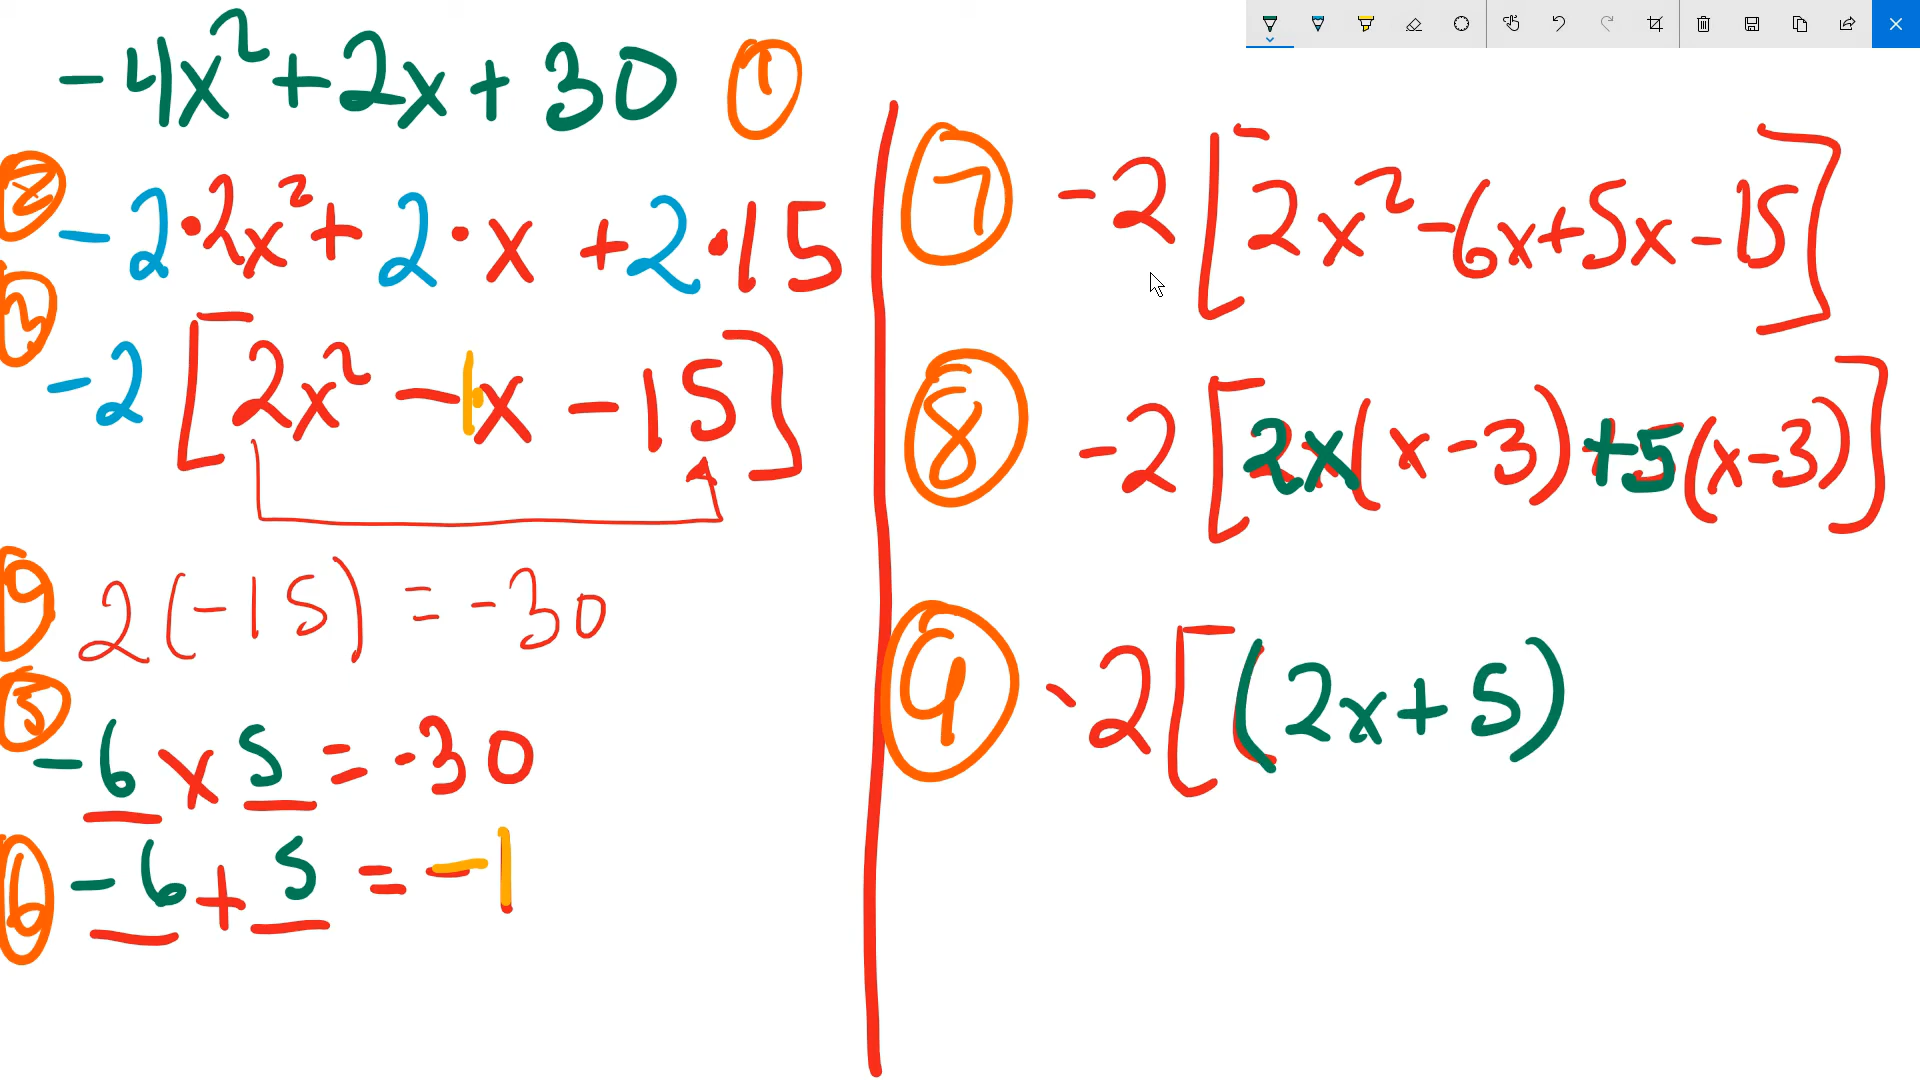 -4x²+2x+30 ①
② -2·2x²+2·x+2·15
③ -2[2x²-1x-15]
④ 2(-15)=-30
⑤ -6x5=-30
⑥ -6+5=-1
⑦ -2[2x²-6x+5x-15]
⑧ -2[2x(x-3)+5(x-3)]
⑨ -2[(2x+5)